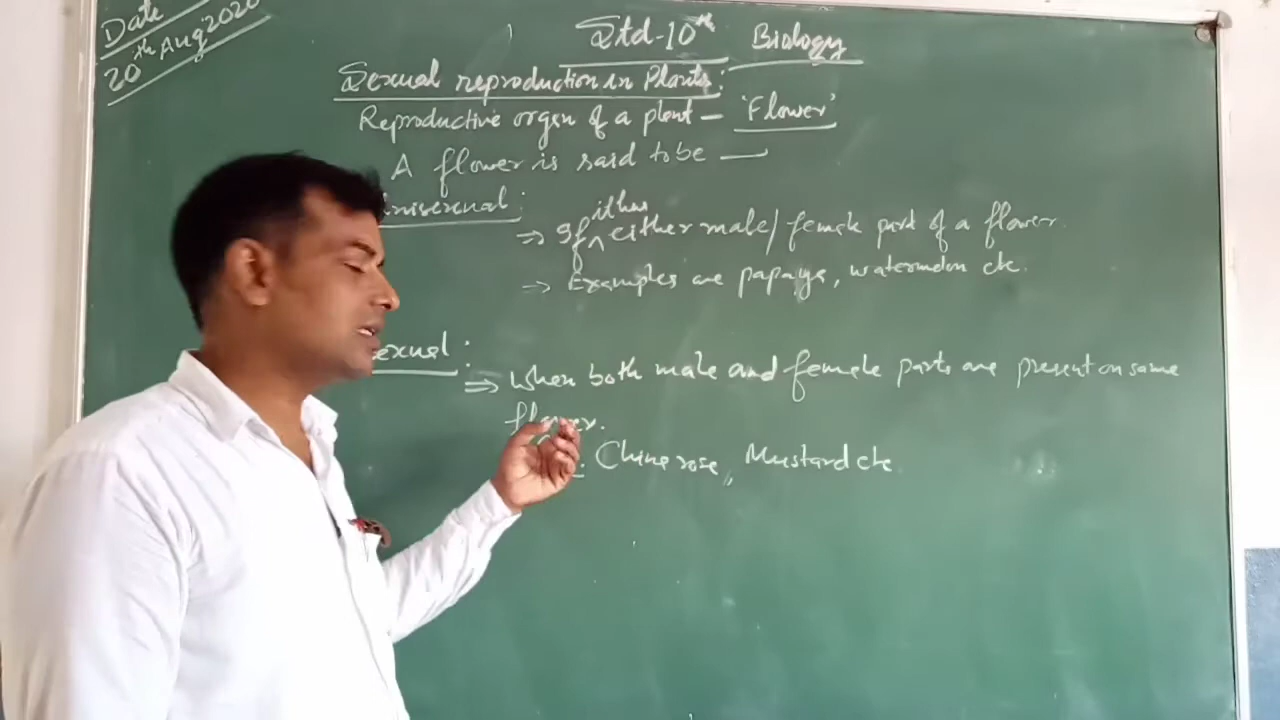 Date
20th Aug 2020
Std-10th Biology
Sexual reproduction in Plants:
Reproductive organ of a plant – 'Flower'
A flower is said to be —
unisexual:
ither
⇒ If ^ either male/female part of a flower.
→ Examples are papaya, watermelon etc.
exual:
⇒ When both male and female parts are present on same
flower.
China rose, Mustard etc.